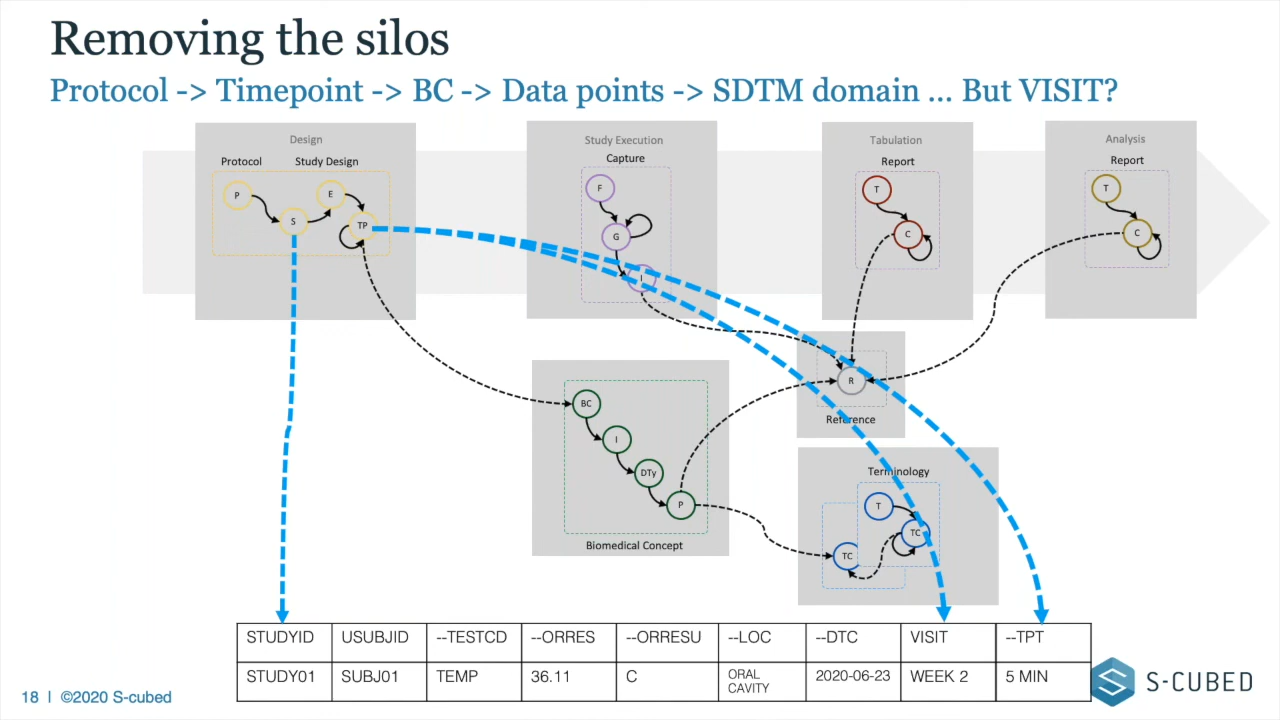 Removing the silos
Protocol -> Timepoint -> BC -> Data points -> SDTM domain ... But VISIT?
Design
Protocol Study Design
P
S
E
TP
Study Execution
Capture
F
G
Tabulation
Report
T
C
Analysis
Report
T
C
R
Reference
BC
I
DTy
P
Biomedical Concept
Terminology
T
TC
TC
STUDYID USUBJID --TESTCD --ORRES --ORRESU --LOC --DTC VISIT --TPT
STUDY01 SUBJ01 TEMP 36.11 C ORAL CAVITY 2020-06-23 WEEK 2 5 MIN
18 | ©2020 S-cubed
S-CUBED